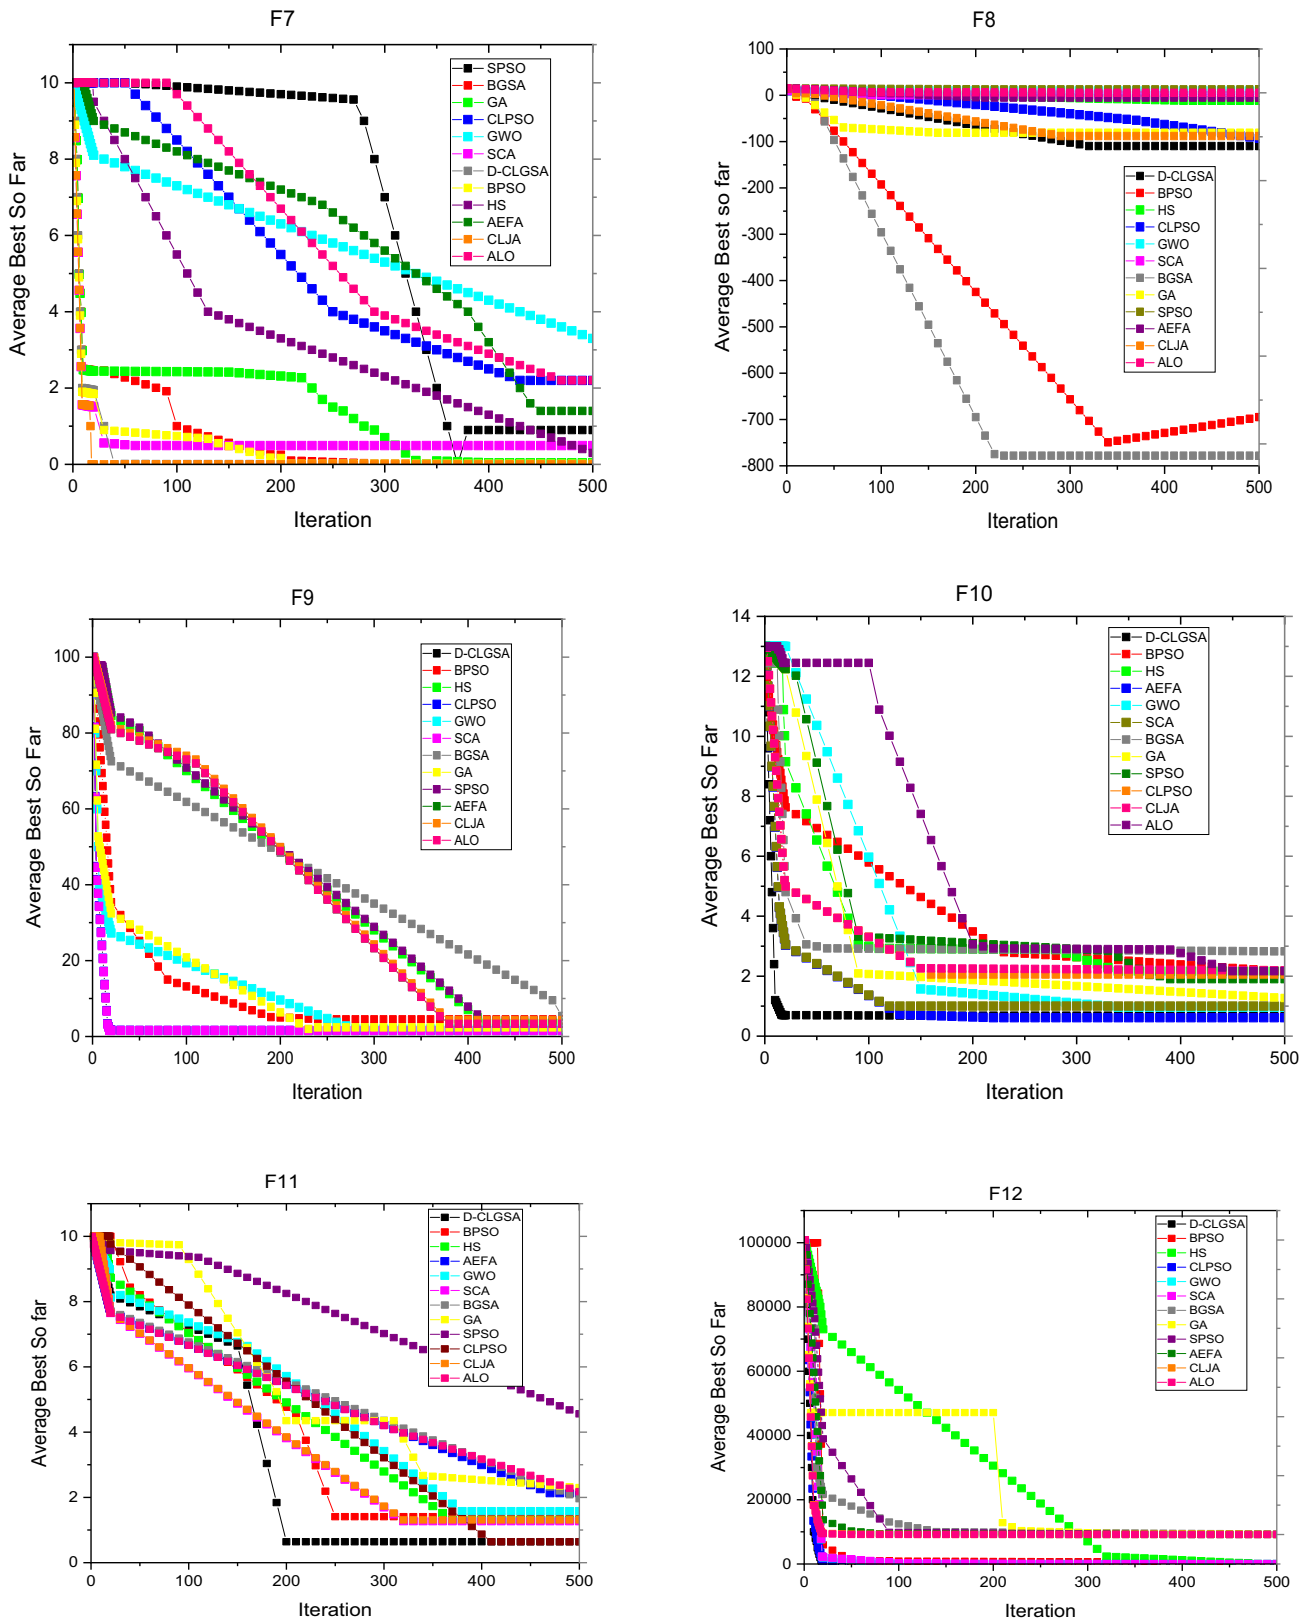 F7
Average Best So Far
10
8
6
4
2
0
0 100 200 300 400 500
Iteration
SPSO
BGSA
GA
CLPSO
GWO
SCA
D-CLGSA
BPSO
HS
AEFA
CLJA
ALO
F8
Average Best so far
100
0
-100
-200
-300
-400
-500
-600
-700
-800
0 100 200 300 400 500
Iteration
D-CLGSA
BPSO
HS
CLPSO
GWO
SCA
BGSA
GA
SPSO
AEFA
CLJA
ALO
F9
Average Best So Far
100
80
60
40
20
0
0 100 200 300 400 500
Iteration
D-CLGSA
BPSO
HS
CLPSO
GWO
SCA
BGSA
GA
SPSO
AEFA
CLJA
ALO
F10
Average Best So Far
14
12
10
8
6
4
2
0
0 100 200 300 400 500
Iteration
D-CLGSA
BPSO
HS
AEFA
GWO
SCA
BGSA
GA
SPSO
CLPSO
CLJA
ALO
F11
Average Best So far
10
8
6
4
2
0
0 100 200 300 400 500
Iteration
D-CLGSA
BPSO
HS
AEFA
GWO
SCA
BGSA
GA
SPSO
CLPSO
CLJA
ALO
F12
Average Best So Far
100000
80000
60000
40000
20000
0
0 100 200 300 400 500
Iteration
D-CLGSA
BPSO
HS
CLPSO
GWO
SCA
BGSA
GA
SPSO
AEFA
CLJA
ALO